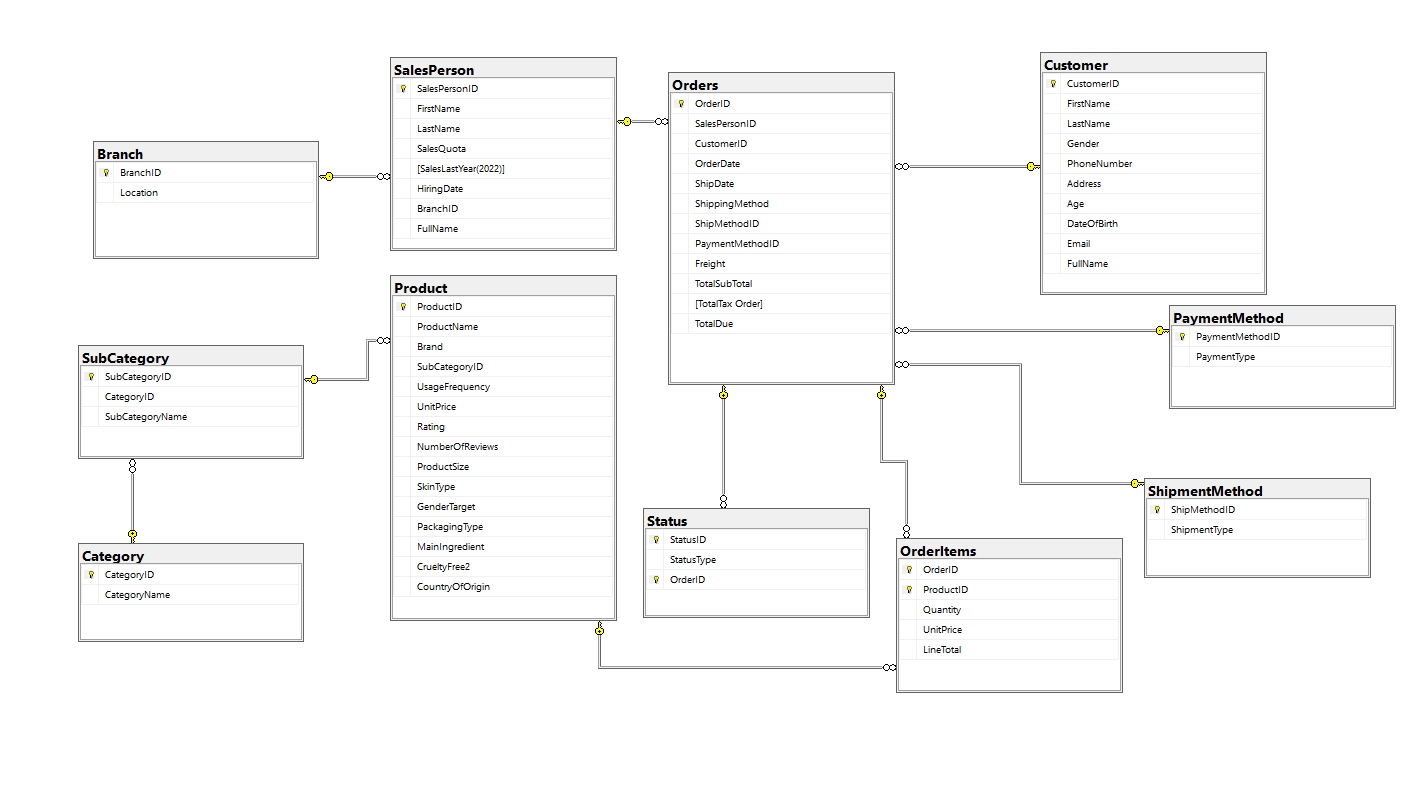 SalesPerson
SalesPersonID
FirstName
LastName
SalesQuota
[SalesLastYear(2022)]
HiringDate
BranchID
FullName
Orders
OrderID
SalesPersonID
CustomerID
OrderDate
ShipDate
ShippingMethod
ShipMethodID
PaymentMethodID
Freight
TotalSubTotal
[TotalTax Order]
TotalDue
Customer
CustomerID
FirstName
LastName
Gender
PhoneNumber
Address
Age
DateOfBirth
Email
FullName
Branch
BranchID
Location
Product
ProductID
ProductName
Brand
SubCategoryID
UsageFrequency
UnitPrice
Rating
NumberOfReviews
ProductSize
SkinType
GenderTarget
PackagingType
MainIngredient
CrueltyFree2
CountryOfOrigin
PaymentMethod
PaymentMethodID
PaymentType
SubCategory
SubCategoryID
CategoryID
SubCategoryName
ShipmentMethod
ShipMethodID
ShipmentType
Status
StatusID
StatusType
OrderID
OrderItems
OrderID
ProductID
Quantity
UnitPrice
LineTotal
Category
CategoryID
CategoryName